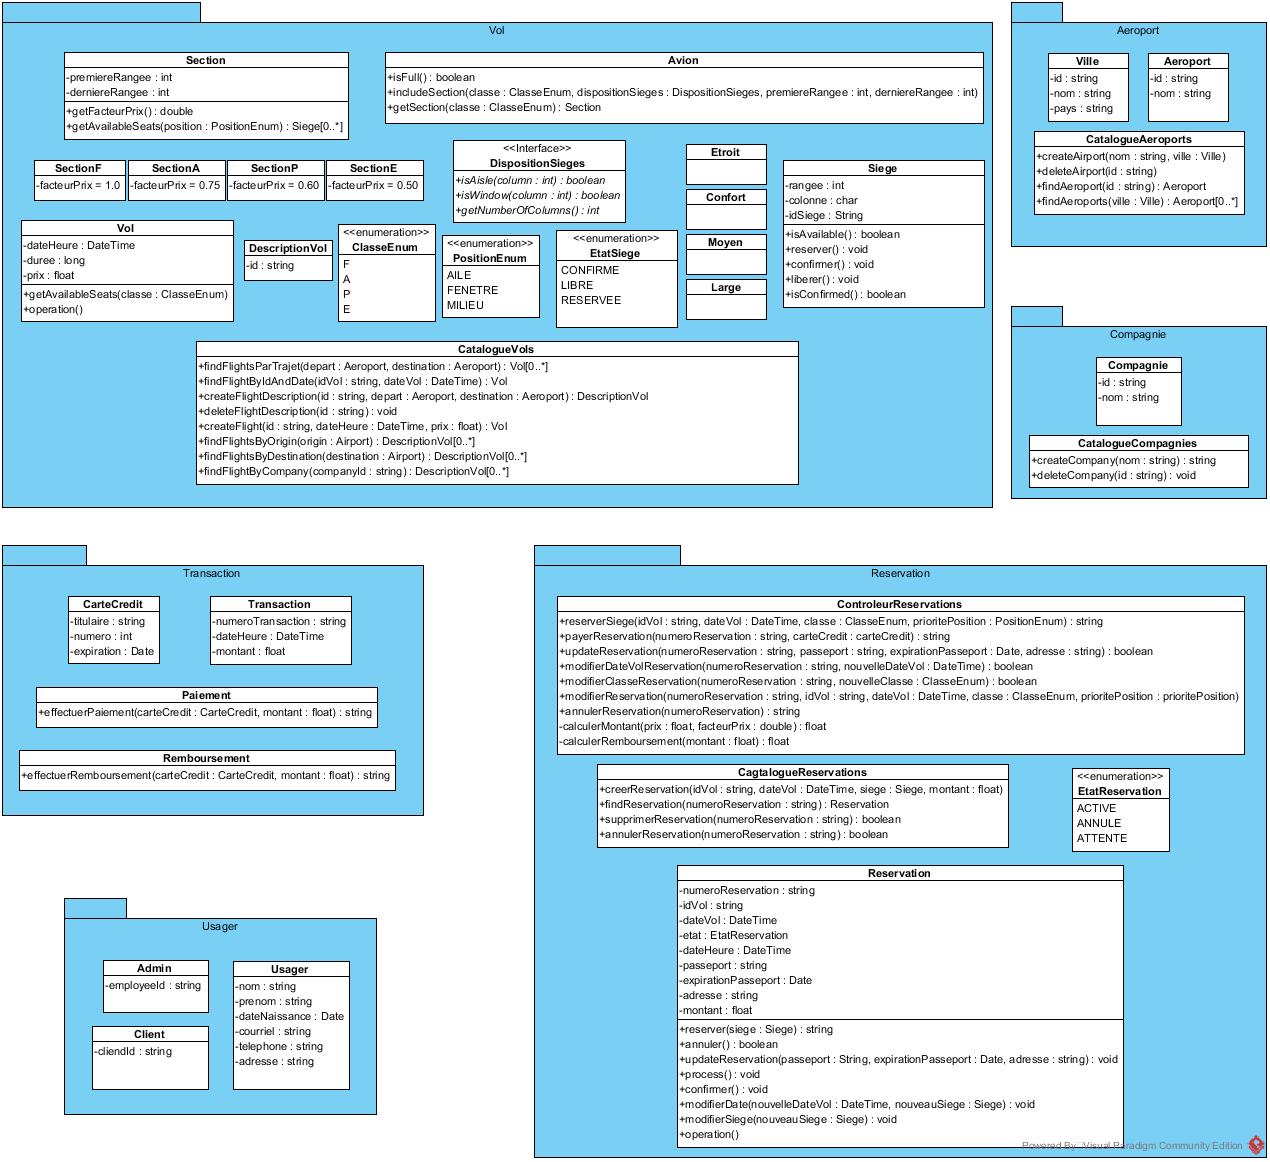 Vol
Section
-premiereRangee : int
-derniereRangee : int
+getFacteurPrix() : double
+getAvailableSeats(position : PositionEnum) : Siege[0..*]
Avion
+isFull() : boolean
+includeSection(classe : ClasseEnum, dispositionSieges : DispositionSieges, premiereRangee : int, derniereRangee : int)
+getSection(classe : ClasseEnum) : Section
SectionF
-facteurPrix = 1.0
SectionA
-facteurPrix = 0.75
SectionP
-facteurPrix = 0.60
SectionE
-facteurPrix = 0.50
<<Interface>>
DispositionSieges
+isAisle(column : int) : boolean
+isWindow(column : int) : boolean
+getNumberOfColumns() : int
Etroit
Confort
Moyen
Large
Siege
-rangee : int
-colonne : char
-idSiege : String
+isAvailable() : boolean
+reserver() : void
+confirmer() : void
+liberer() : void
+isConfirmed() : boolean
Vol
-dateHeure : DateTime
-duree : long
-prix : float
+getAvailableSeats(classe : ClasseEnum)
+operation()
DescriptionVol
-id : string
<<enumeration>>
ClasseEnum
F
A
P
E
<<enumeration>>
PositionEnum
AILE
FENETRE
MILIEU
<<enumeration>>
EtatSiege
CONFIRME
LIBRE
RESERVEE
CatalogueVols
+findFlightsParTrajet(depart : Aeroport, destination : Aeroport) : Vol[0..*]
+findFlightByIdAndDate(idVol : string, dateVol : DateTime) : Vol
+createFlightDescription(id : string, depart : Aeroport, destination : Aeroport) : DescriptionVol
+deleteFlightDescription(id : string) : void
+createFlight(id : string, dateHeure : DateTime, prix : float) : Vol
+findFlightsByOrigin(origin : Airport) : DescriptionVol[0..*]
+findFlightsByDestination(destination : Airport) : DescriptionVol[0..*]
+findFlightByCompany(companyId : string) : DescriptionVol[0..*]
Aeroport
Ville
-id : string
-nom : string
-pays : string
Aeroport
-id : string
-nom : string
CatalogueAeroports
+createAirport(nom : string, ville : Ville)
+deleteAirport(id : string)
+findAeroport(id : string) : Aeroport
+findAeroports(ville : Ville) : Aeroport[0..*]
Compagnie
Compagnie
-id : string
-nom : string
CatalogueCompagnies
+createCompany(nom : string) : string
+deleteCompany(id : string) : void
Transaction
CarteCredit
-titulaire : string
-numero : int
-expiration : Date
Transaction
-numeroTransaction : string
-dateHeure : DateTime
-montant : float
Paiement
+effectuerPaiement(carteCredit : CarteCredit, montant : float) : string
Remboursement
+effectuerRemboursement(carteCredit : CarteCredit, montant : float) : string
Reservation
ControleurReservations
+reserverSiege(idVol : string, dateVol : DateTime, classe : ClasseEnum, prioritePosition : PositionEnum) : string
+payerReservation(numeroReservation : string, carteCredit : carteCredit) : string
+updateReservation(numeroReservation : string, passeport : string, expirationPasseport : Date, adresse : string) : boolean
+modifierDateVolReservation(numeroReservation : string, nouvelleDateVol : DateTime) : boolean
+modifierClasseReservation(numeroReservation : string, nouvelleClasse : ClasseEnum) : boolean
+modifierReservation(numeroReservation : string, idVol : string, dateVol : DateTime, classe : ClasseEnum, prioritePosition : prioritePosition)
+annulerReservation(numeroReservation) : string
-calculerMontant(prix : float, facteurPrix : double) : float
-calculerRemboursement(montant : float) : float
CagtalogueReservations
+creerReservation(idVol : string, dateVol : DateTime, siege : Siege, montant : float)
+findReservation(numeroReservation : string) : Reservation
+supprimerReservation(numeroReservation : string) : boolean
+annulerReservation(numeroReservation : string) : boolean
<<enumeration>>
EtatReservation
ACTIVE
ANNULE
ATTENTE
Reservation
-numeroReservation : string
-idVol : string
-dateVol : DateTime
-etat : EtatReservation
-dateHeure : DateTime
-passeport : string
-expirationPasseport : Date
-adresse : string
-montant : float
+reserver(siege : Siege) : string
+annuler() : boolean
+updateReservation(passeport : String, expirationPasseport : Date, adresse : string) : void
+process() : void
+confirmer() : void
+modifierDate(nouvelleDateVol : DateTime, nouveauSiege : Siege) : void
+modifierSiege(nouveauSiege : Siege) : void
+operation()
Usager
Admin
-employeeId : string
Client
-cliendId : string
Usager
-nom : string
-prenom : string
-dateNaissance : Date
-courriel : string
-telephone : string
-adresse : string
Powered By Visual Paradigm Community Edition